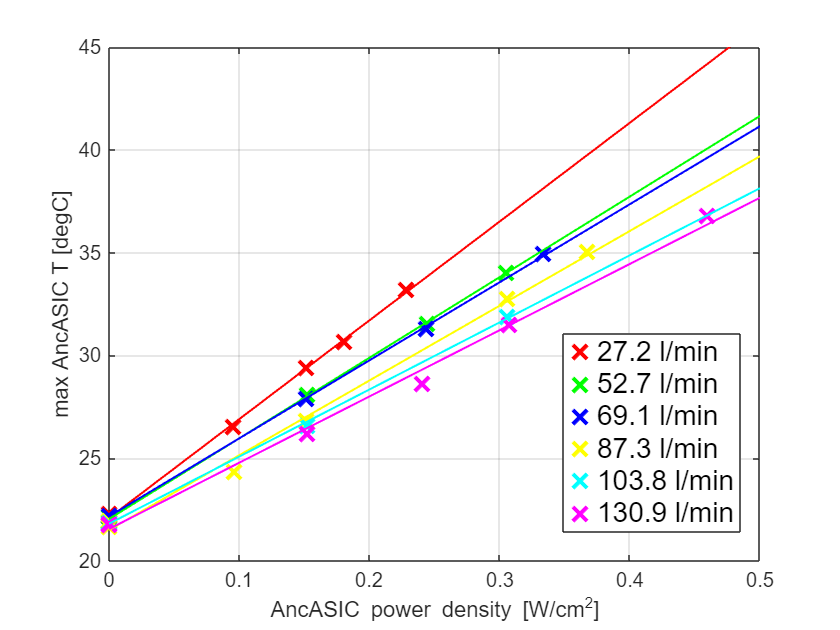 45
40
35
30
25
20
max AncASIC T [degC]
27.2 l/min
52.7 l/min
69.1 l/min
87.3 l/min
103.8 l/min
130.9 l/min
0 0.1 0.2 0.3 0.4 0.5
AncASIC power density [W/cm²]